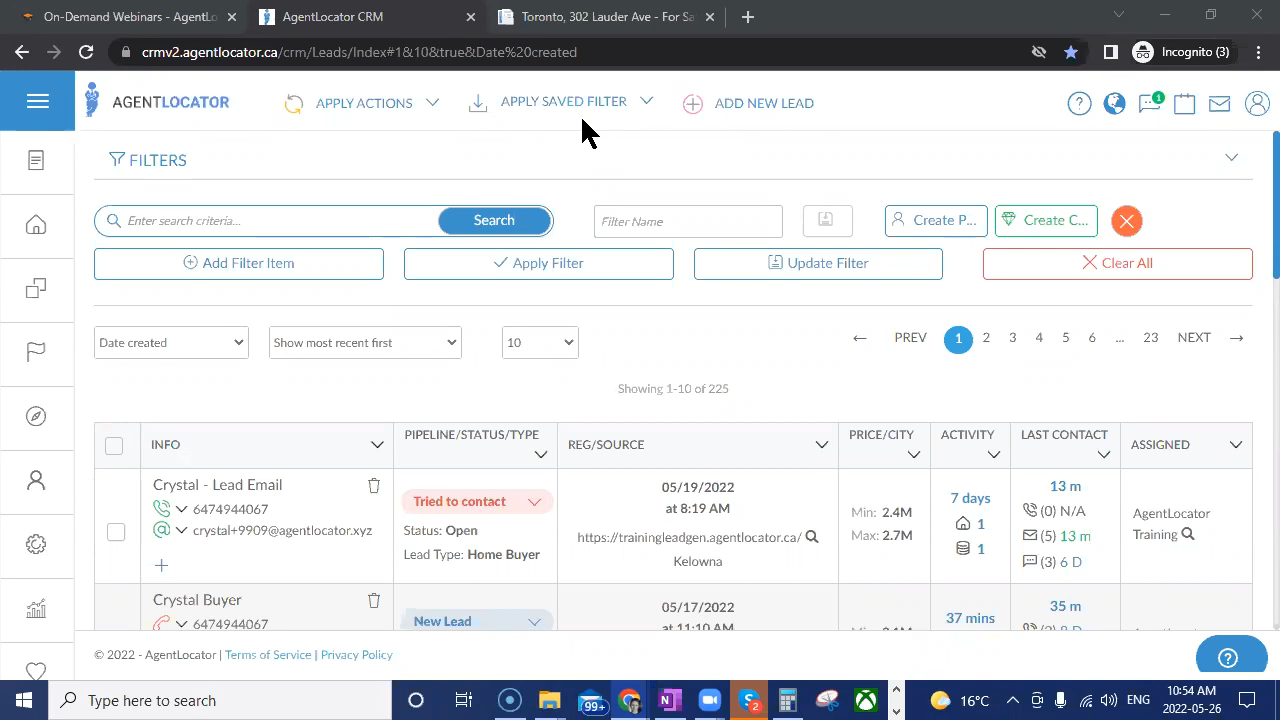 On-Demand Webinars - AgentLo
AgentLocator CRM
Toronto, 302 Lauder Ave - For Sa
crmv2.agentlocator.ca/crm/Leads/Index#1&10&true&Date%20created
Incognito (3)
AGENTLOCATOR
APPLY ACTIONS
APPLY SAVED FILTER
ADD NEW LEAD
1
FILTERS
Enter search criteria...
Search
Filter Name
Create P...
Create C...
Add Filter Item
Apply Filter
Update Filter
Clear All
Date created
Show most recent first
10
← PREV 1 2 3 4 5 6 ... 23 NEXT →
Showing 1-10 of 225
INFO
PIPELINE/STATUS/TYPE
REG/SOURCE
PRICE/CITY
ACTIVITY
LAST CONTACT
ASSIGNED
Crystal - Lead Email
6474944067
crystal+9909@agentlocator.xyz
Tried to contact
Status: Open
Lead Type: Home Buyer
05/19/2022
at 8:19 AM
https://trainingleadgen.agentlocator.ca/
Kelowna
Min: 2.4M
Max: 2.7M
7 days
1
1
13 m
(0) N/A
(5) 13 m
(3) 6 D
AgentLocator
Training
Crystal Buyer
6474944067
New Lead
05/17/2022
at 11:10 AM
37 mins
35 m
© 2022 - AgentLocator | Terms of Service | Privacy Policy
Type here to search
99+
2
16°C
ENG
10:54 AM
2022-05-26